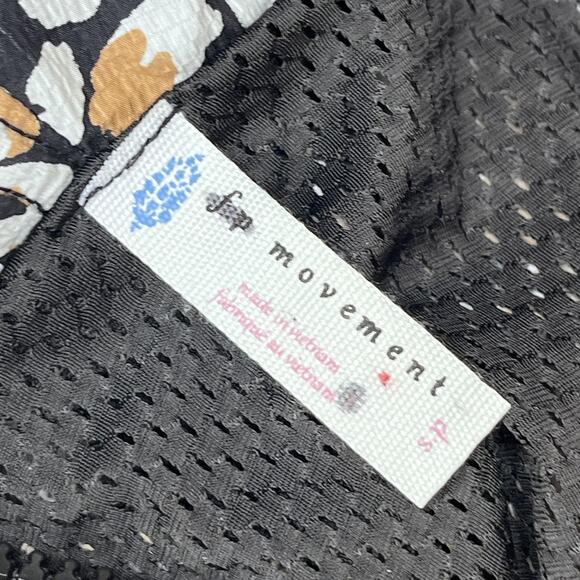 fp movement
made in vietnam
fabriqué au vietnam
s/p